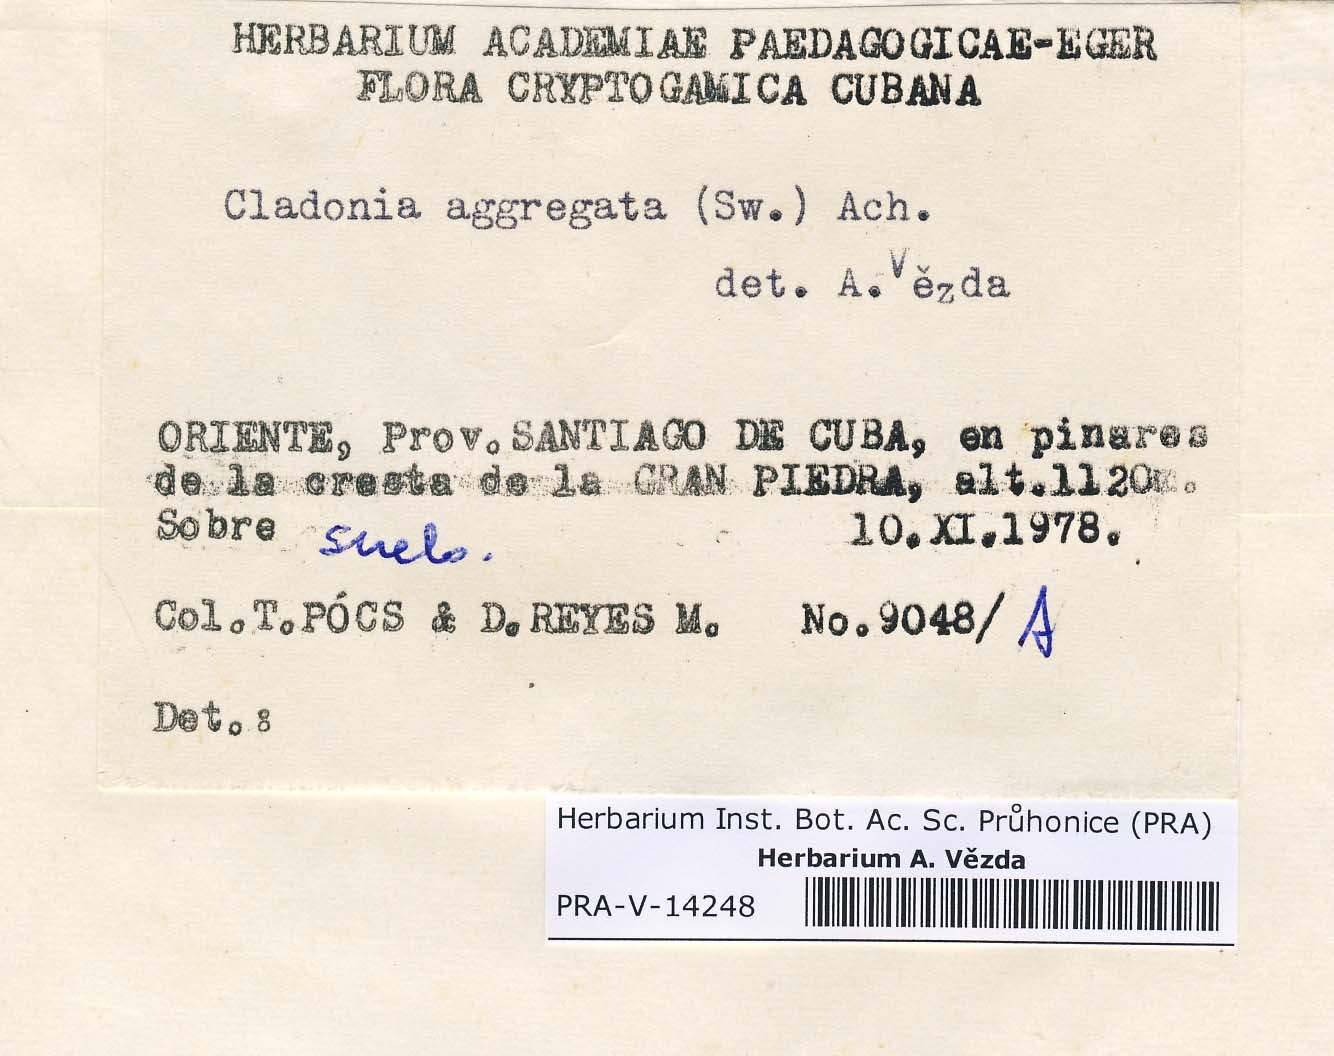 HERBARIUM ACADEMIAE PAEDAGOGICAE-EGER
FLORA CRYPTOGAMICA CUBANA
Cladonia aggregata (Sw.) Ach.
det. A. Vězda
ORIENTE, Prov. SANTIAGO DE CUBA, en pinares
de la cresta de la GRAN PIEDRA, alt.1120m.
Sobre suelo. 10.XI.1978.
Col.T.PÓCS & D.REYES M. No.9048/A
Det.:
Herbarium Inst. Bot. Ac. Sc. Průhonice (PRA)
Herbarium A. Vězda
PRA-V-14248